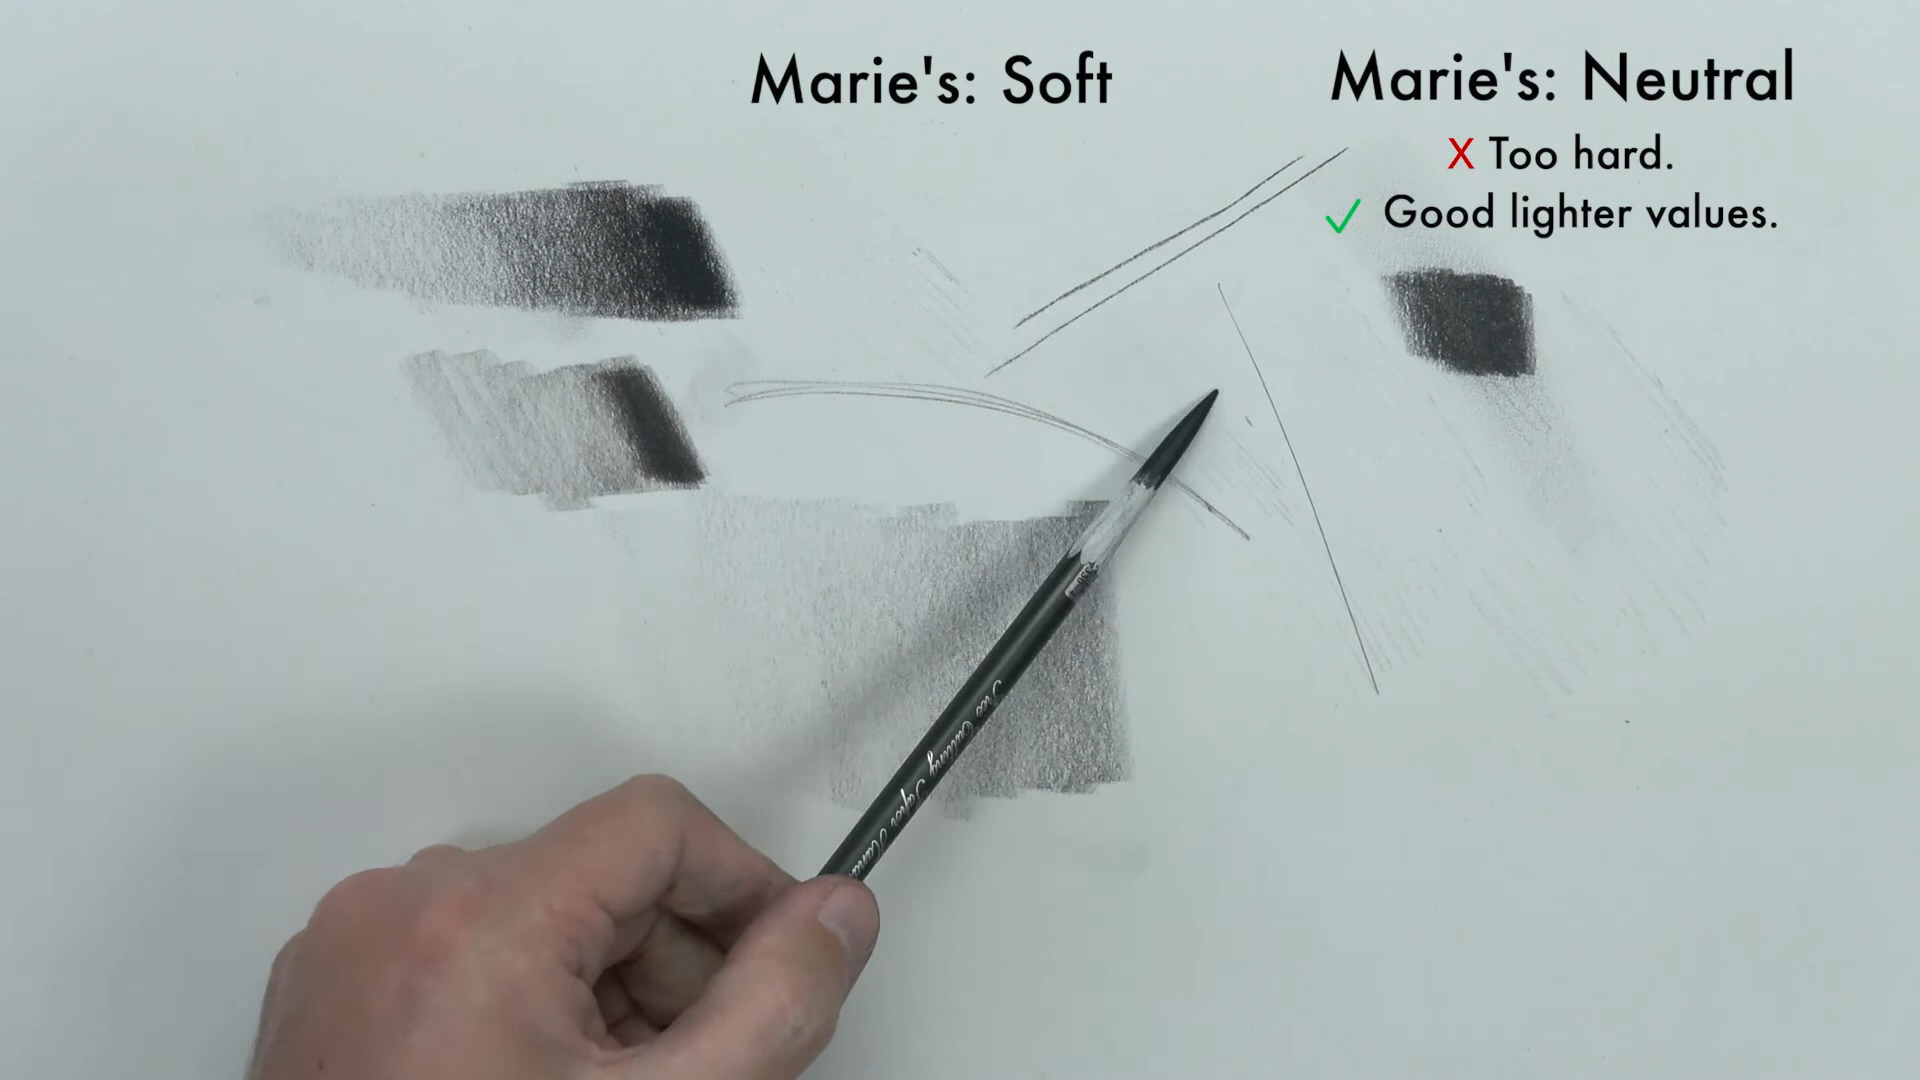 Marie's: Soft
Marie's: Neutral
X Too hard.
✓ Good lighter values.